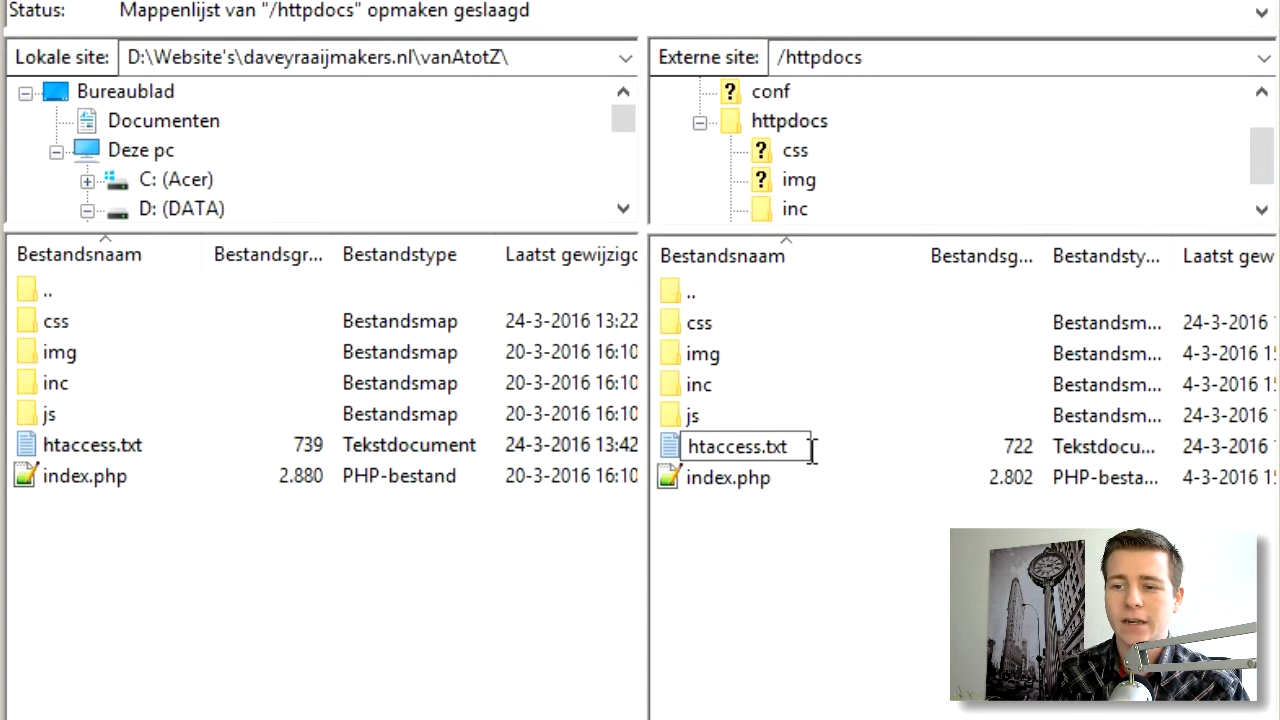 Status: Mappenlijst van "/httpdocs" opmaken geslaagd
Lokale site: D:\Website's\daveyraaijmakers.nl\vanAtotZ\
Bureaublad
Documenten
Deze pc
C: (Acer)
D: (DATA)
Bestandsnaam Bestandsgr... Bestandstype Laatst gewijzigd
..
css Bestandsmap 24-3-2016 13:22
img Bestandsmap 20-3-2016 16:10
inc Bestandsmap 20-3-2016 16:10
js Bestandsmap 20-3-2016 16:10
htaccess.txt 739 Tekstdocument 24-3-2016 13:42
index.php 2.880 PHP-bestand 20-3-2016 16:10
Externe site: /httpdocs
conf
httpdocs
css
img
inc
Bestandsnaam Bestandsg... Bestandsty... Laatst gew
..
css Bestandsm... 24-3-2016
img Bestandsm... 4-3-2016
inc Bestandsm... 4-3-2016
js Bestandsm... 24-3-2016
htaccess.txt 722 Tekstdocu... 24-3-2016
index.php 2.802 PHP-besta... 4-3-2016